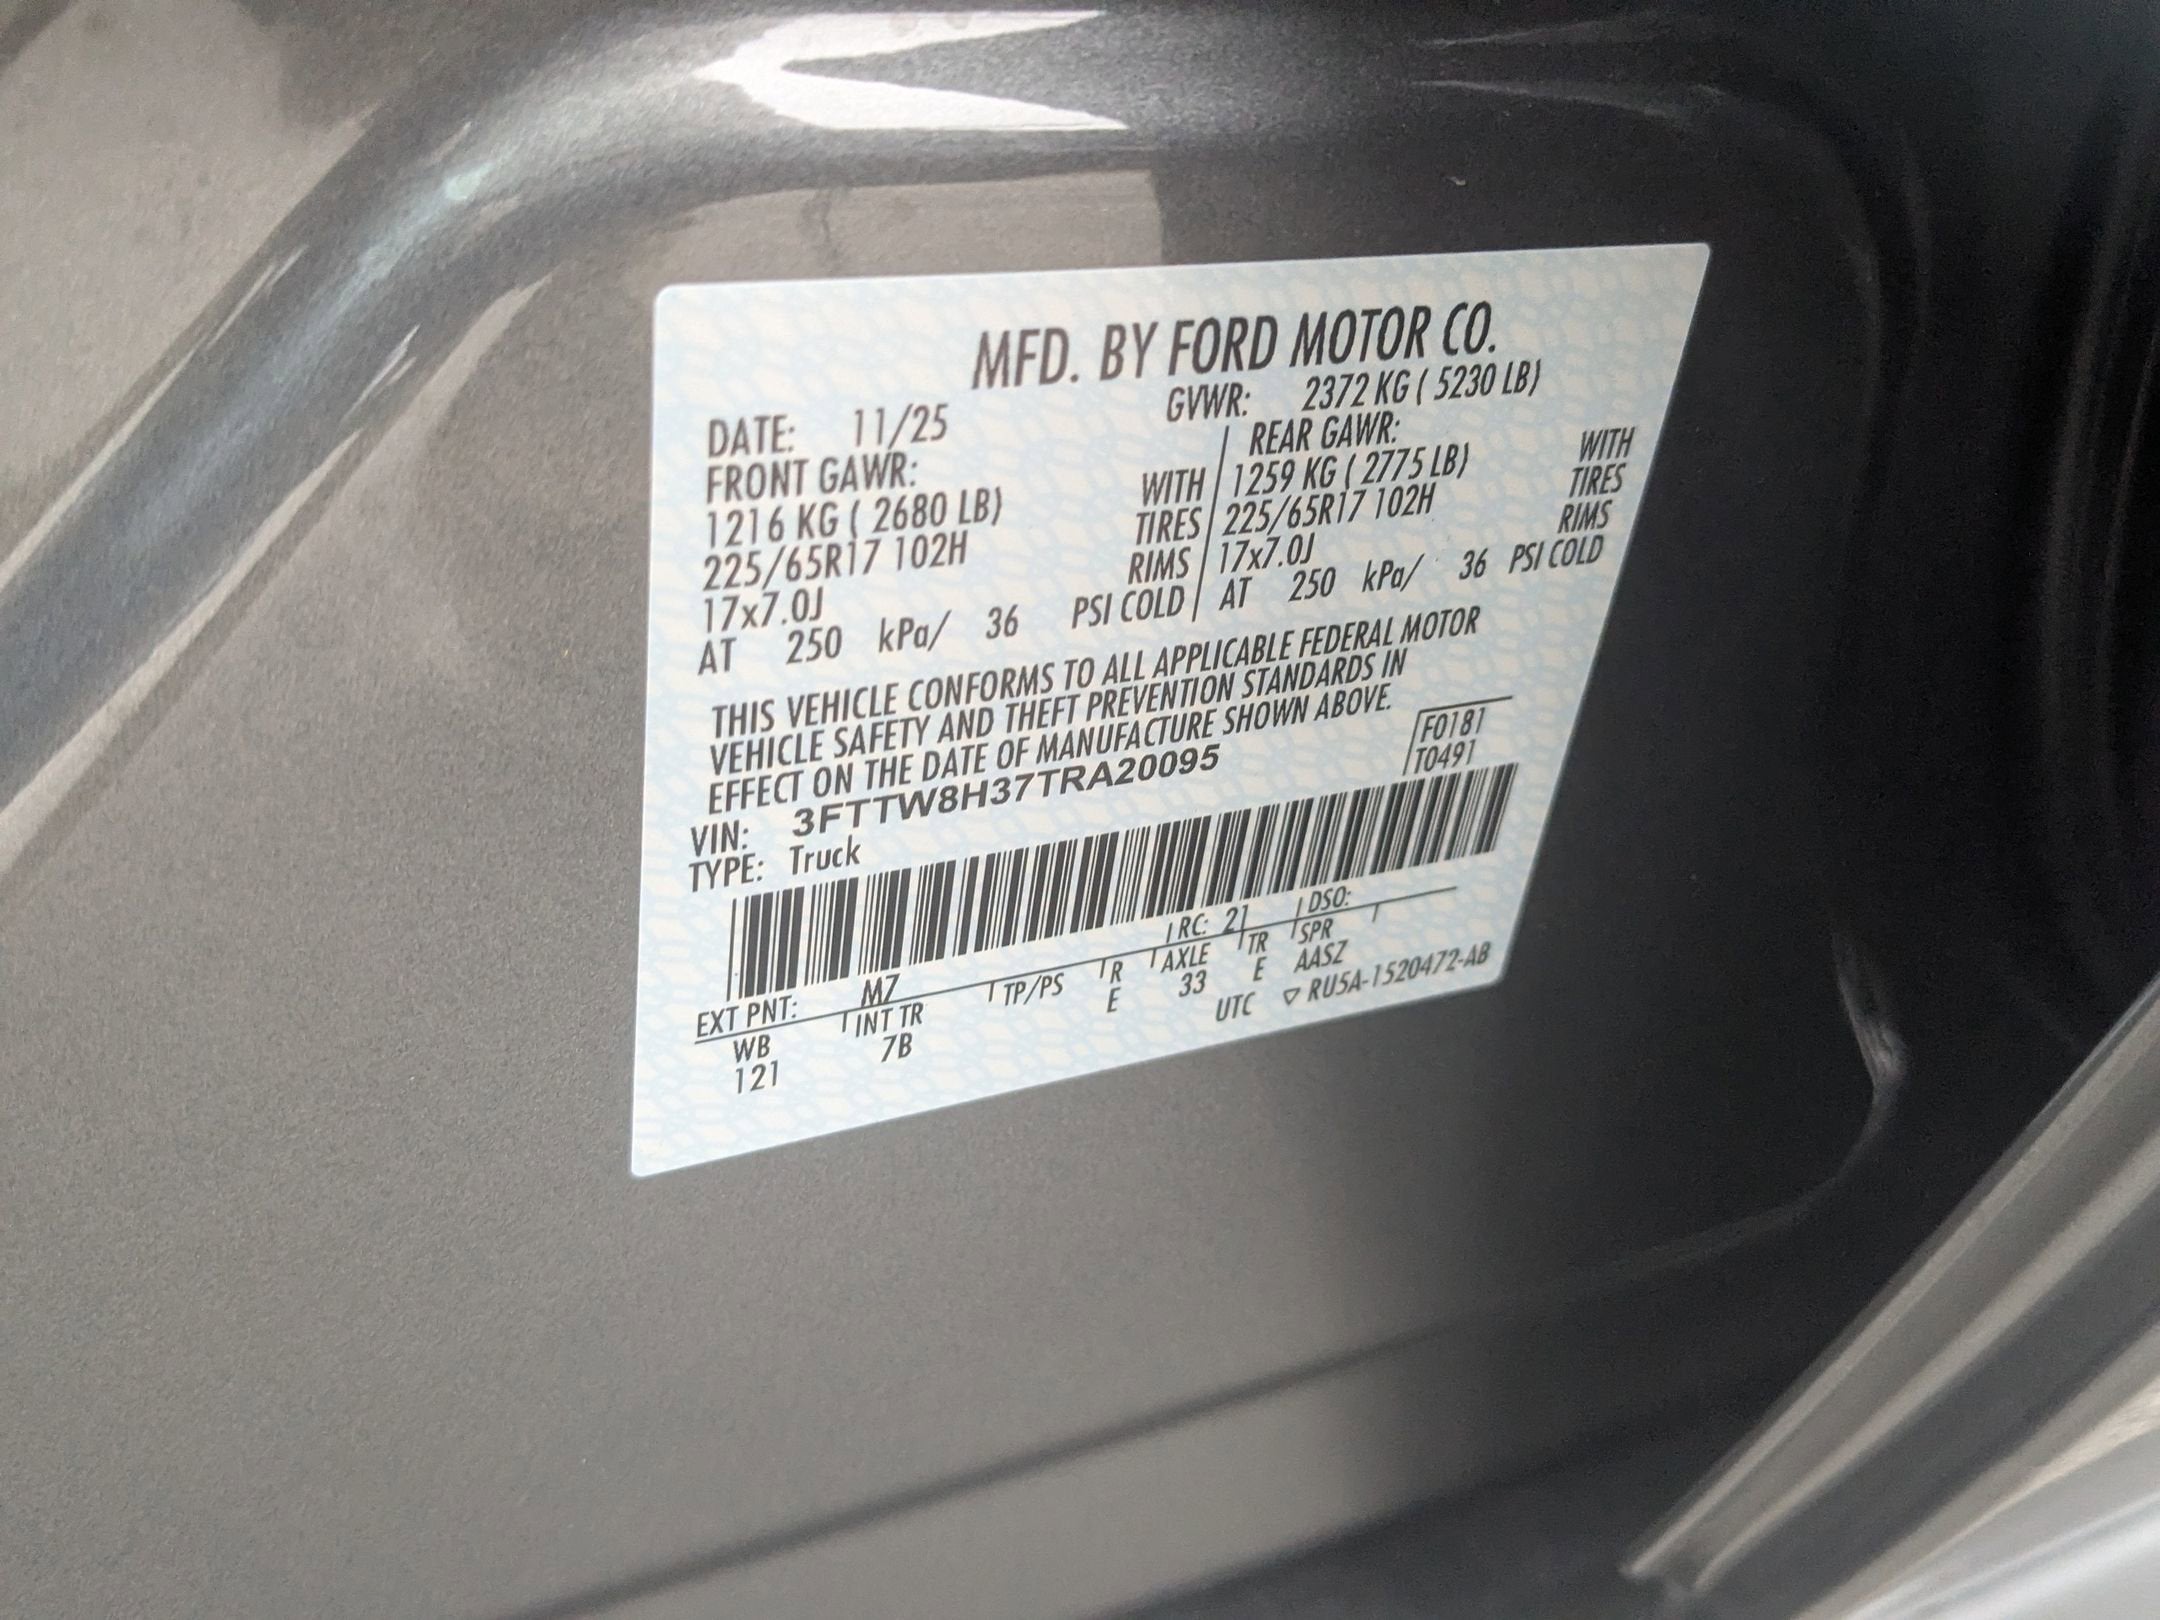 MFD. BY FORD MOTOR CO.
DATE: 11/25 GVWR: 2372 KG ( 5230 LB)
FRONT GAWR: REAR GAWR:
1216 KG ( 2680 LB) WITH 1259 KG ( 2775 LB) WITH
225/65R17 102H TIRES 225/65R17 102H TIRES
17x7.0J RIMS 17x7.0J RIMS
AT 250 kPa/ 36 PSI COLD AT 250 kPa/ 36 PSI COLD
THIS VEHICLE CONFORMS TO ALL APPLICABLE FEDERAL MOTOR
VEHICLE SAFETY AND THEFT PREVENTION STANDARDS IN
EFFECT ON THE DATE OF MANUFACTURE SHOWN ABOVE.
VIN: 3FTTW8H37TRA20095 F0181
TYPE: Truck T0491
EXT PNT: M7 RC: 21 DSO:
WB INT TR TP/PS R AXLE TR SPR
121 7B E 33 E AASZ
UTC ▽ RU5A-1520472-AB